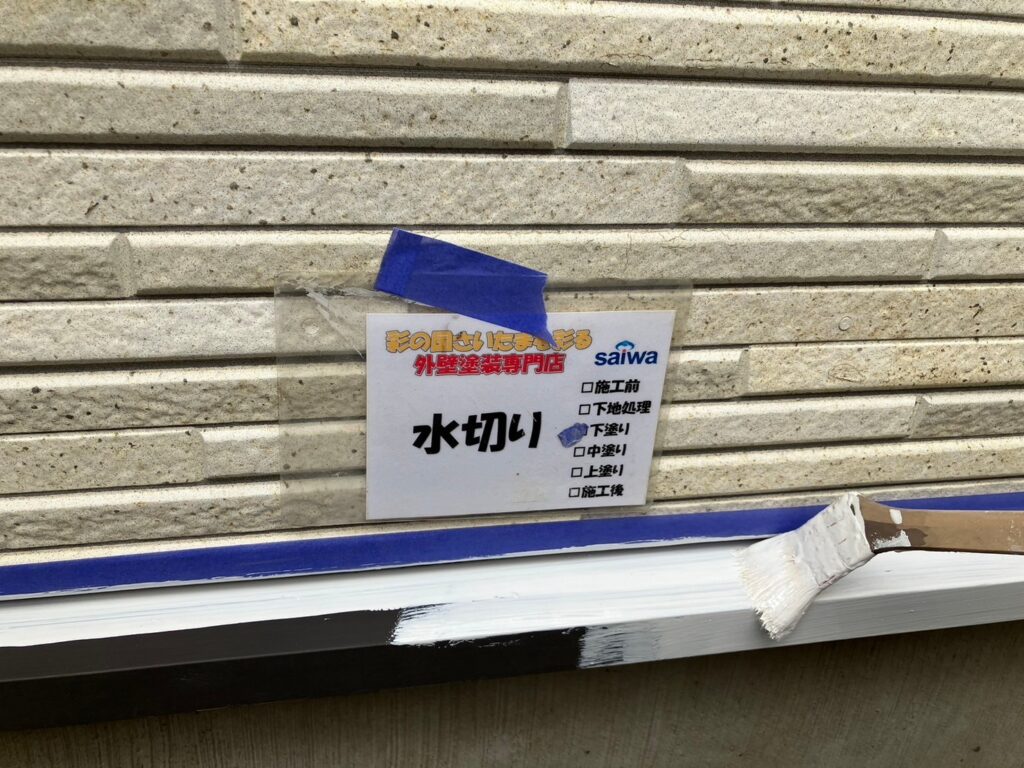 彩の国さいたまを彩る
外壁塗装専門店
saiwa
水切り
□施工前
□下地処理
下塗り
□中塗り
□上塗り
□施工後